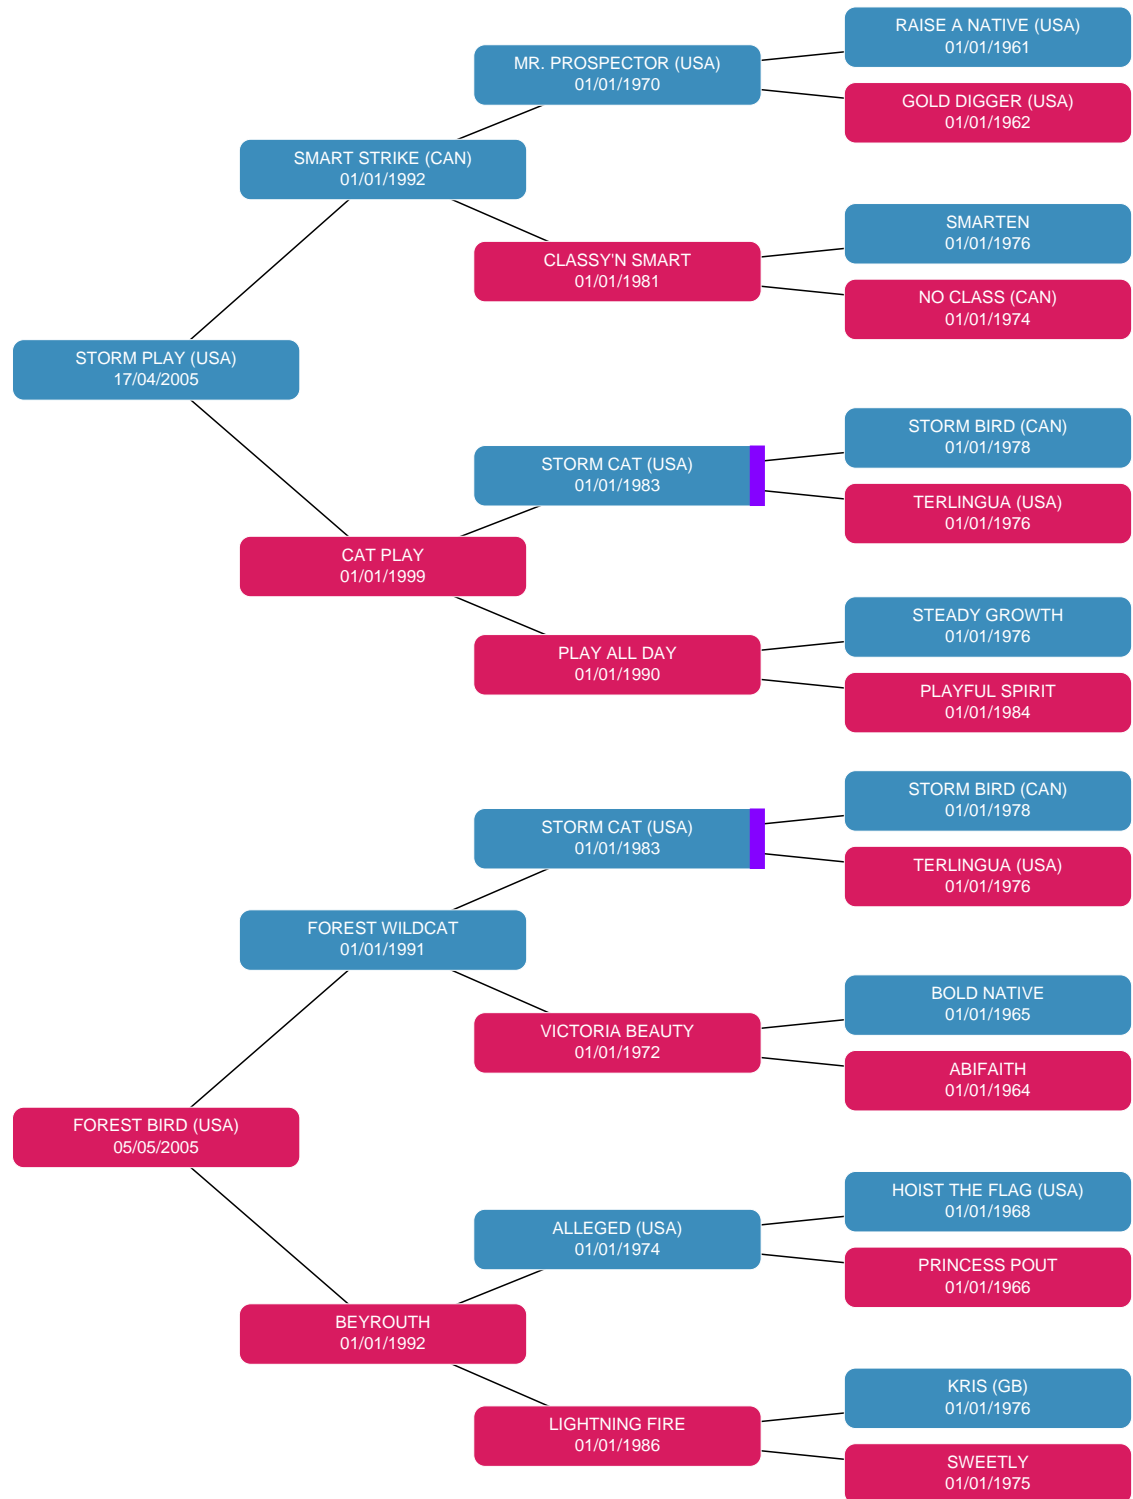 RAISE A NATIVE (USA)
01/01/1961
MR. PROSPECTOR (USA)
01/01/1970
GOLD DIGGER (USA)
01/01/1962
SMART STRIKE (CAN)
01/01/1992
SMARTEN
01/01/1976
CLASSY'N SMART
01/01/1981
NO CLASS (CAN)
01/01/1974
STORM PLAY (USA)
17/04/2005
STORM BIRD (CAN)
01/01/1978
STORM CAT (USA)
01/01/1983
TERLINGUA (USA)
01/01/1976
CAT PLAY
01/01/1999
STEADY GROWTH
01/01/1976
PLAY ALL DAY
01/01/1990
PLAYFUL SPIRIT
01/01/1984
STORM BIRD (CAN)
01/01/1978
STORM CAT (USA)
01/01/1983
TERLINGUA (USA)
01/01/1976
FOREST WILDCAT
01/01/1991
BOLD NATIVE
01/01/1965
VICTORIA BEAUTY
01/01/1972
ABIFAITH
01/01/1964
FOREST BIRD (USA)
05/05/2005
HOIST THE FLAG (USA)
01/01/1968
ALLEGED (USA)
01/01/1974
PRINCESS POUT
01/01/1966
BEYROUTH
01/01/1992
KRIS (GB)
01/01/1976
LIGHTNING FIRE
01/01/1986
SWEETLY
01/01/1975